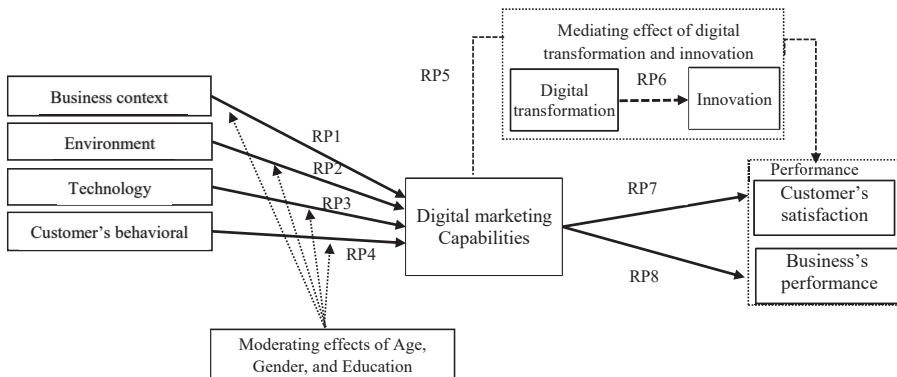 Mediating effect of digital
transformation and innovation
RP5
RP6
Digital
transformation
Innovation
Business context
Environment
Technology
Customer's behavioral
RP1
RP2
RP3
RP4
Digital marketing
Capabilities
RP7
RP8
Performance
Customer's
satisfaction
Business's
performance
Moderating effects of Age,
Gender, and Education